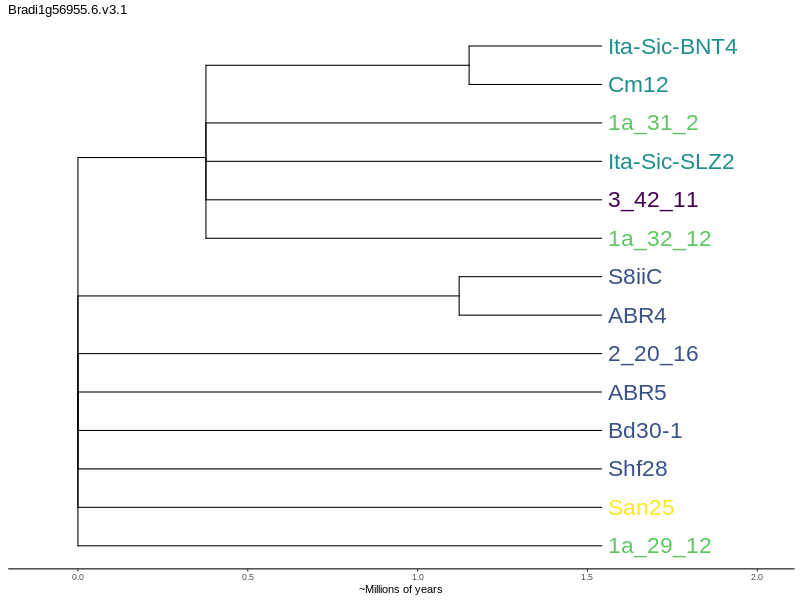 Bradi1g56955.6.v3.1
Ita-Sic-BNT4
Cm12
1a_31_2
Ita-Sic-SLZ2
3_42_11
1a_32_12
S8iiC
ABR4
2_20_16
ABR5
Bd30-1
Shf28
San25
1a_29_12
0.0 0.5 1.0 1.5 2.0
~Millions of years